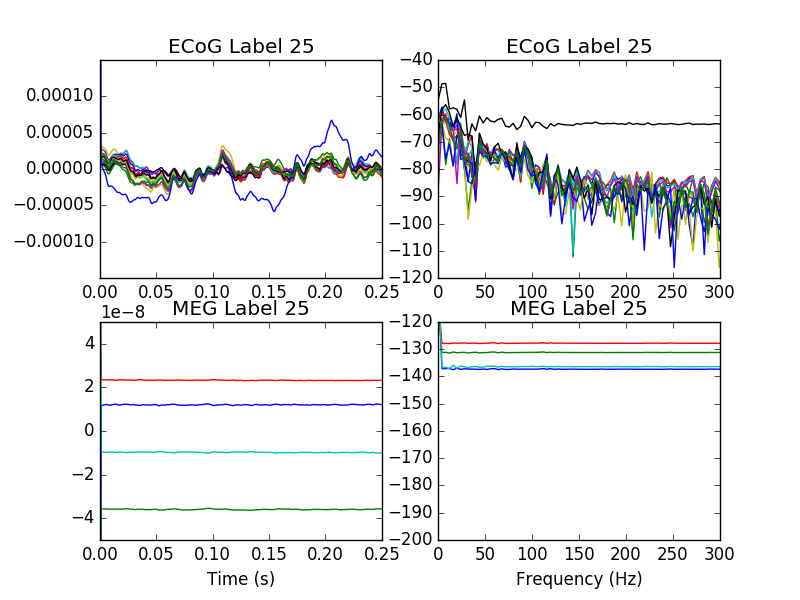 ECoG Label 25
ECoG Label 25
0.00010
0.00005
0.00000
−0.00005
−0.00010
0.00 0.05 0.10 0.15 0.20 0.25
−40
−50
−60
−70
−80
−90
−100
−110
−120
0 50 100 150 200 250 300
1e−8
MEG Label 25
MEG Label 25
4
2
0
−2
−4
0.00 0.05 0.10 0.15 0.20 0.25
Time (s)
−120
−130
−140
−150
−160
−170
−180
−190
−200
0 50 100 150 200 250 300
Frequency (Hz)